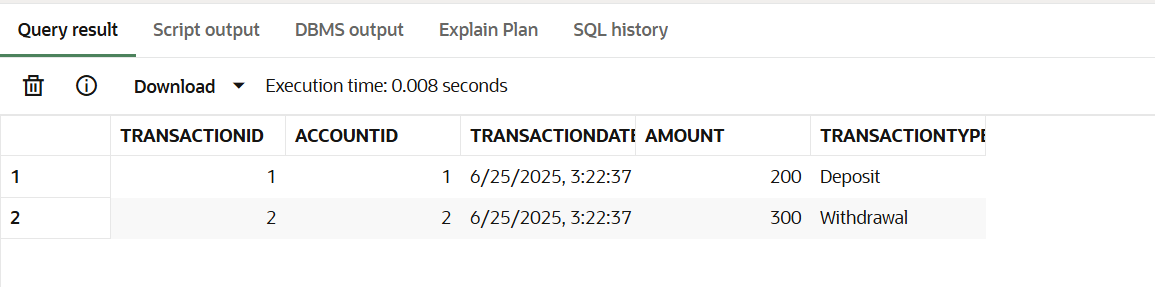 Query result Script output DBMS output Explain Plan SQL history
Download Execution time: 0.008 seconds
TRANSACTIONID ACCOUNTID TRANSACTIONDATE AMOUNT TRANSACTIONTYPE
1 1 1 6/25/2025, 3:22:37 200 Deposit
2 2 2 6/25/2025, 3:22:37 300 Withdrawal